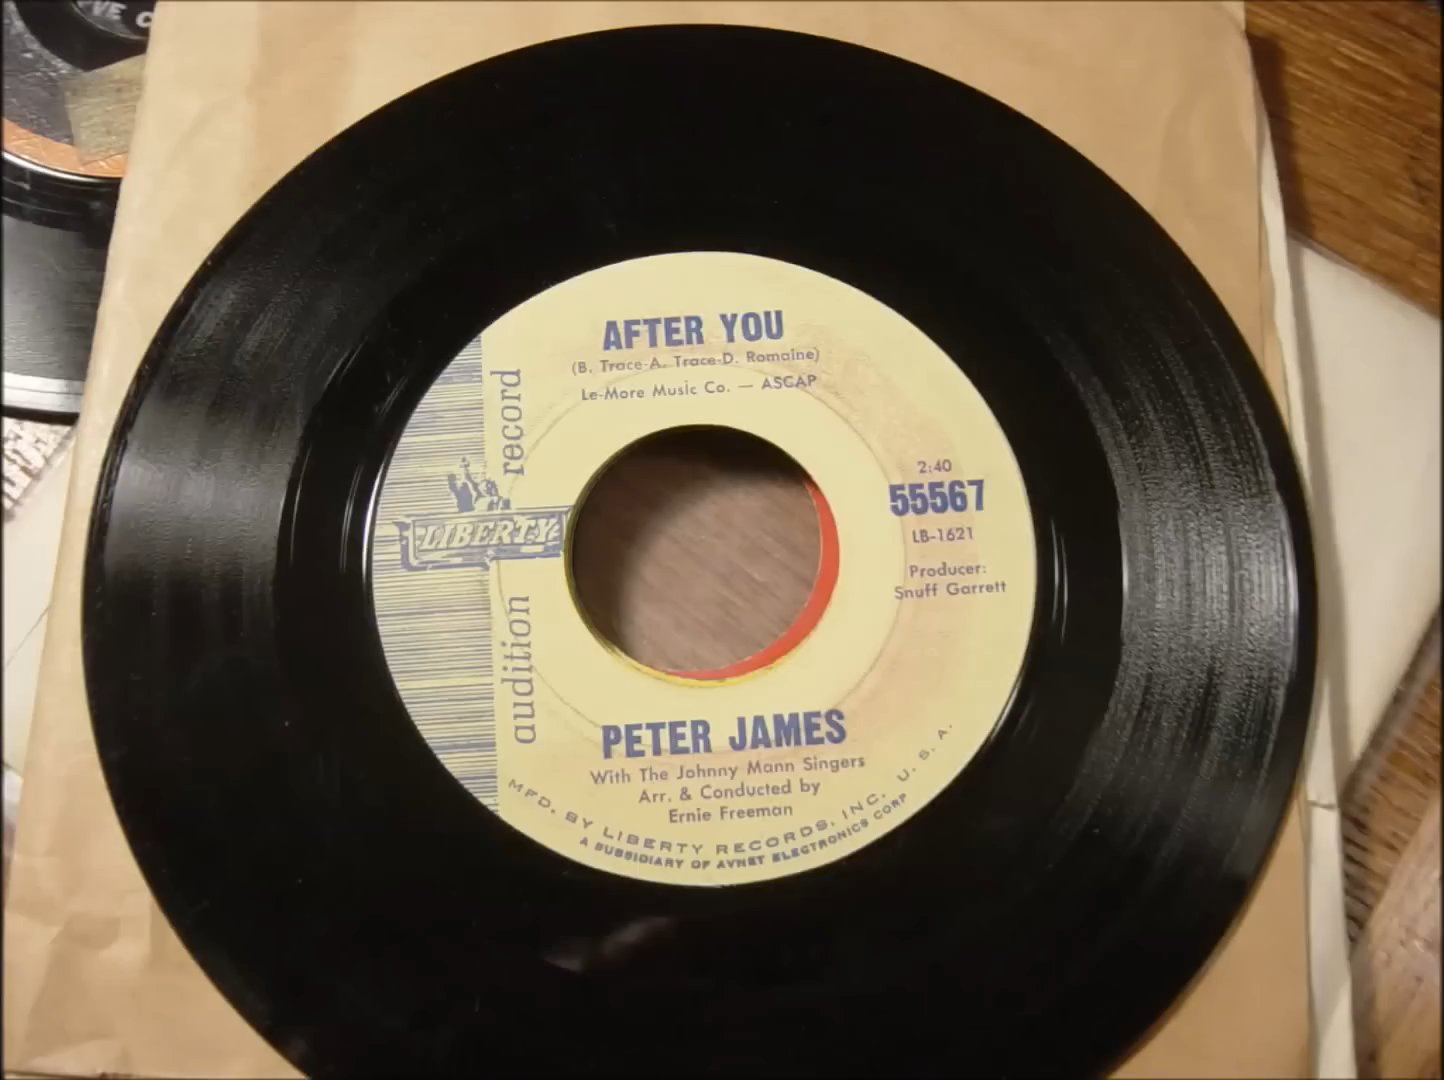 VE C
AFTER YOU
(B. Trace-A. Trace-D. Romaine)
Le-More Music Co. — ASCAP
audition record
LIBERTY
2:40
55567
LB-1621
Producer:
Snuff Garrett
PETER JAMES
With The Johnny Mann Singers
Arr. & Conducted by
Ernie Freeman
MFD. BY LIBERTY RECORDS, INC. U. S. A.
A SUBSIDIARY OF AVNET ELECTRONICS CORP